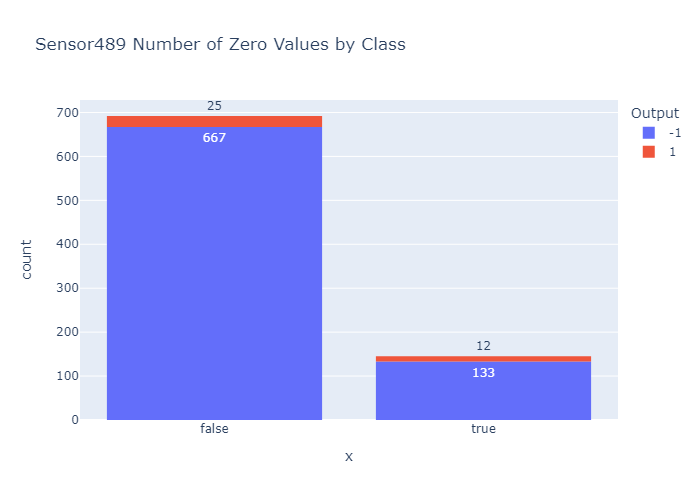 Sensor489 Number of Zero Values by Class
25
700
Output
-1
667
1
600
500
400
count
300
200
12
100
133
0
false
true
x